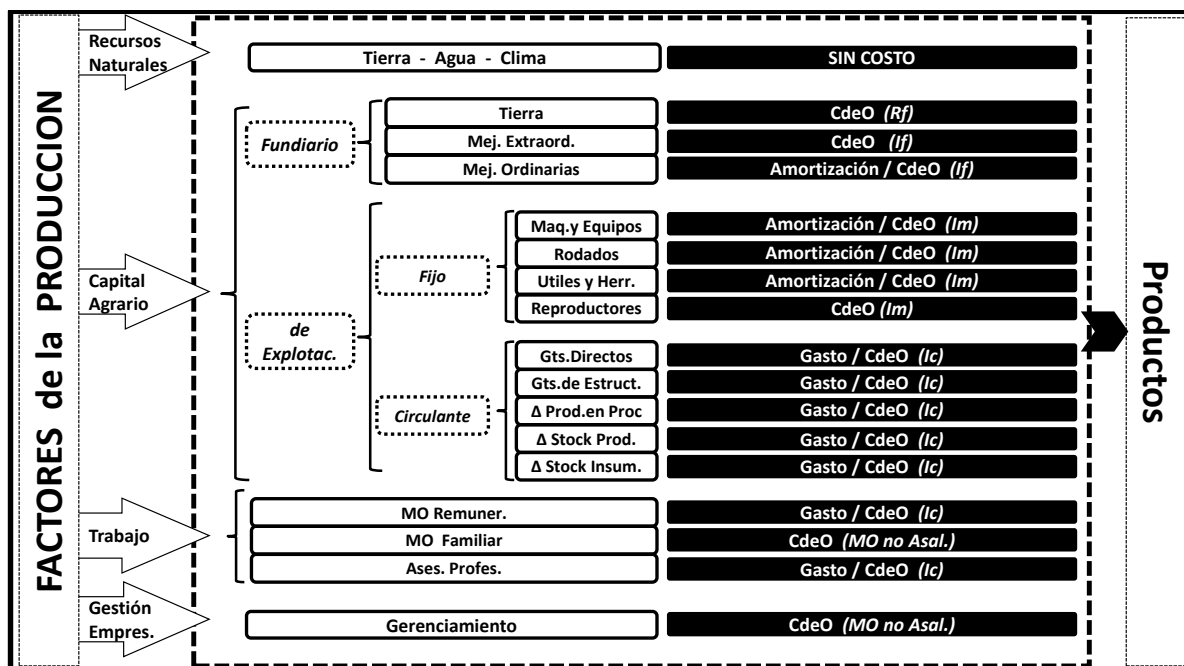 FACTORES de la PRODUCCION
Recursos
Naturales
Tierra - Agua - Clima
SIN COSTO
Capital
Agrario
Fundiario
Tierra
CdeO (Rf)
Mej. Extraord.
CdeO (If)
Mej. Ordinarias
Amortización / CdeO (If)
de
Explotac.
Fijo
Maq.y Equipos
Amortización / CdeO (Im)
Rodados
Amortización / CdeO (Im)
Utiles y Herr.
Amortización / CdeO (Im)
Reproductores
CdeO (Im)
Circulante
Gts.Directos
Gasto / CdeO (Ic)
Gts.de Estruct.
Gasto / CdeO (Ic)
Δ Prod.en Proc
Gasto / CdeO (Ic)
Δ Stock Prod.
Gasto / CdeO (Ic)
Δ Stock Insum.
Gasto / CdeO (Ic)
Trabajo
MO Remuner.
Gasto / CdeO (Ic)
MO Familiar
CdeO (MO no Asal.)
Ases. Profes.
Gasto / CdeO (Ic)
Gestión
Empres.
Gerenciamiento
CdeO (MO no Asal.)
Productos